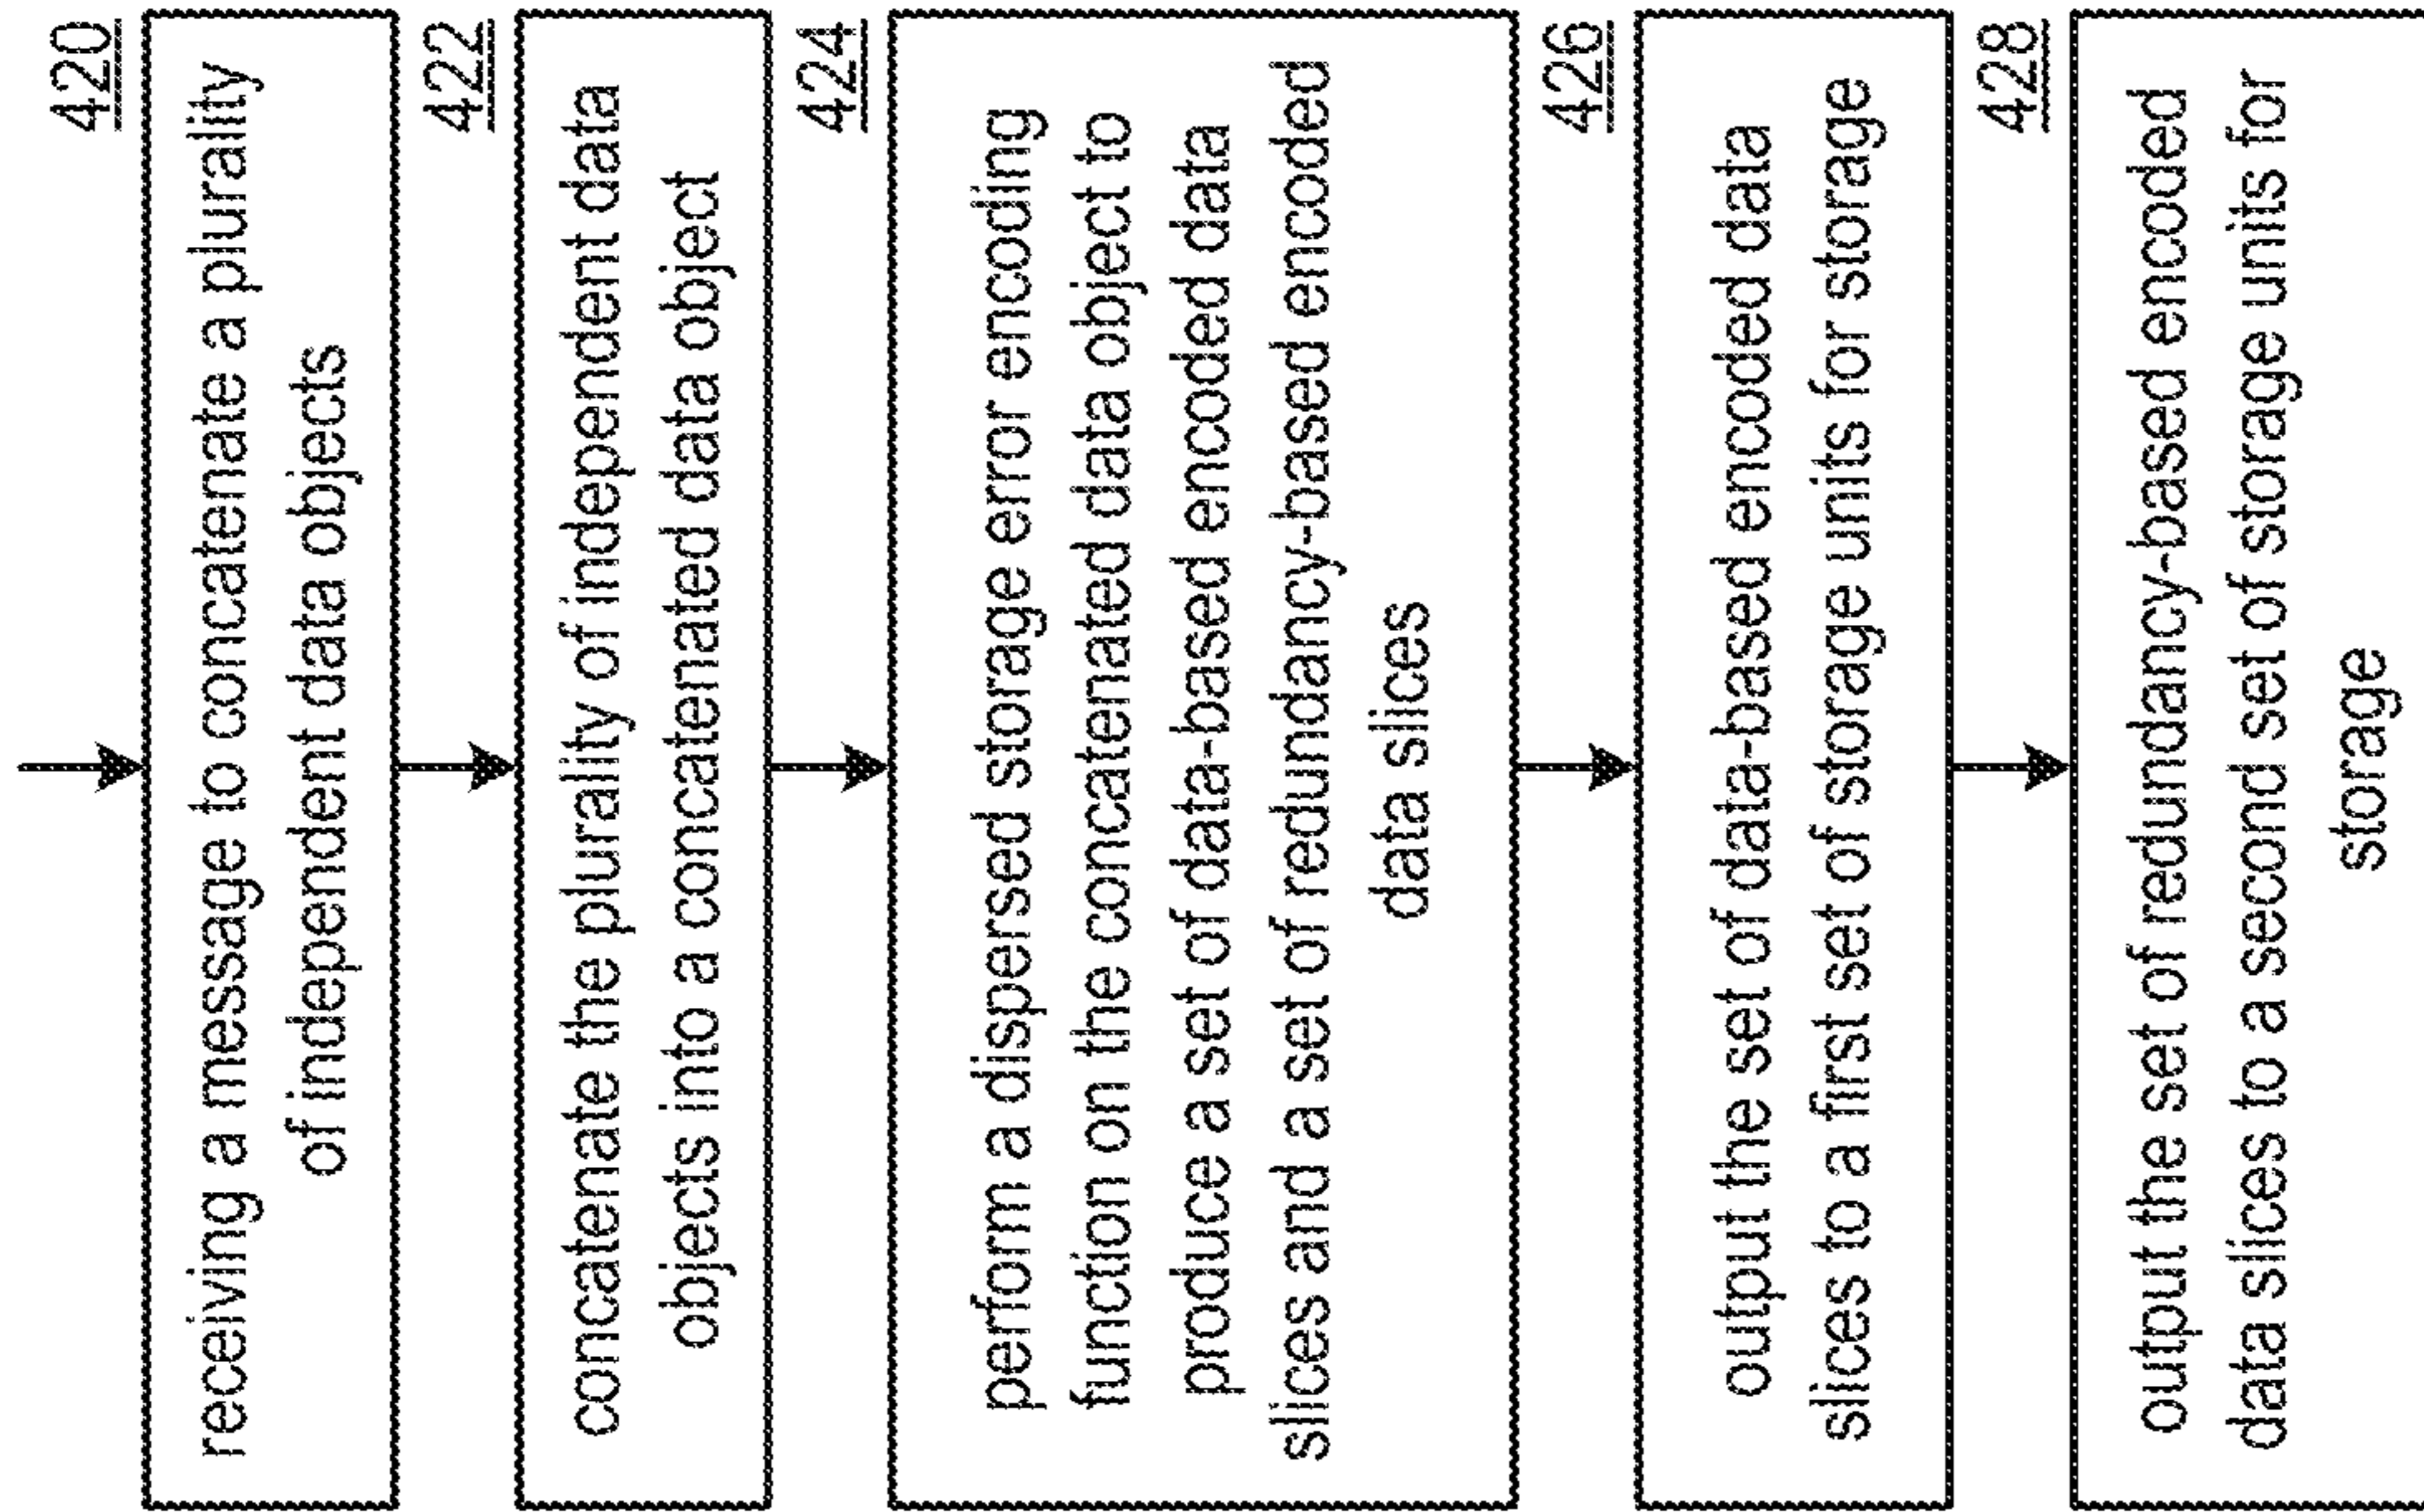 420
receiving a message to concatenate a plurality
of independent data objects
422
concatenate the plurality of independent data
objects into a concatenated data object
424
perform a dispersed storage error encoding
function on the concatenated data object to
produce a set of data-based encoded data
slices and a set of redundancy-based encoded
data slices
426
output the set of data-based encoded data
slices to a first set of storage units for storage
428
output the set of redundancy-based encoded
data slices to a second set of storage units for
storage